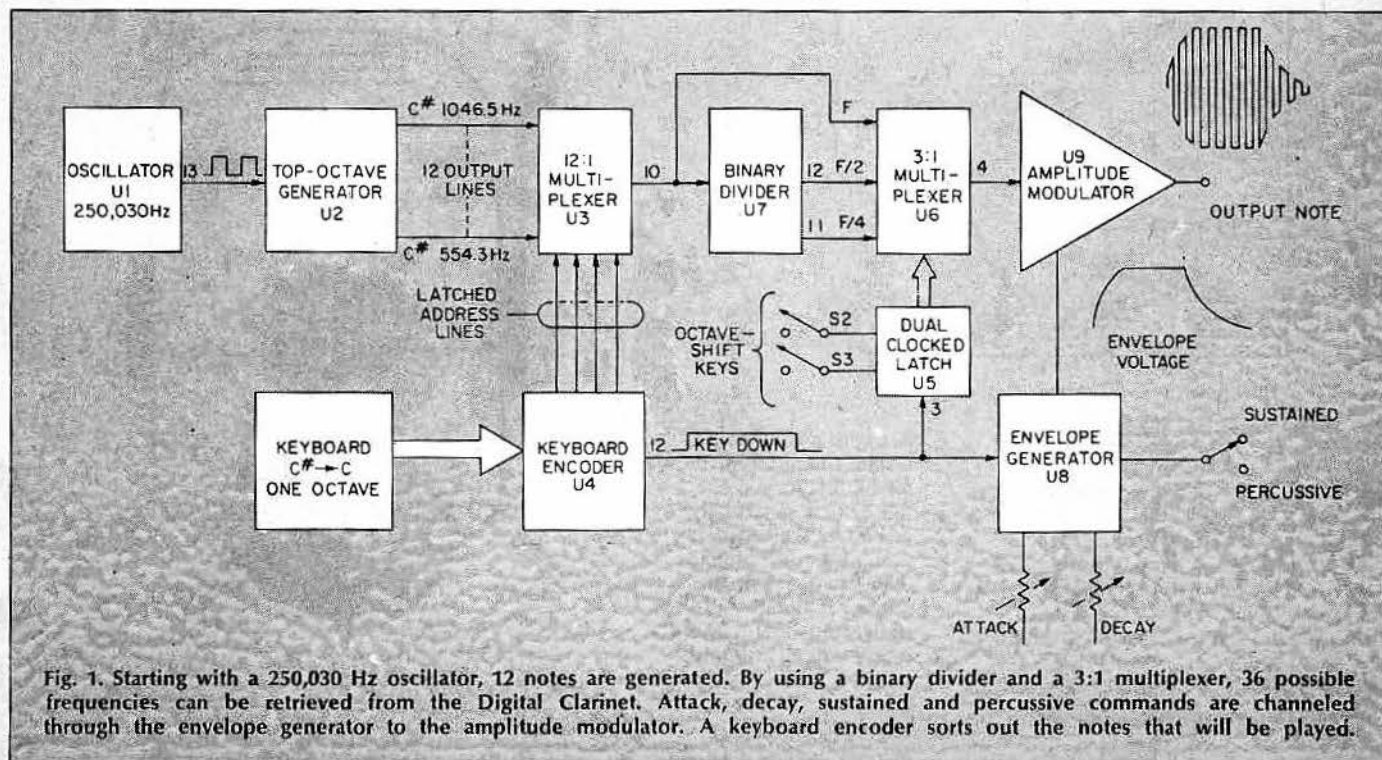 OSCILLATOR
U1
250,030Hz
13
TOP-OCTAVE
GENERATOR
U2
C# 1046.5 Hz
12 OUTPUT
LINES
C# 554.3Hz
12:1
MULTI-
PLEXER
U3
10
BINARY
DIVIDER
U7
F
12 F/2
11 F/4
3:1
MULTI-
PLEXER
U6
4
U9
AMPLITUDE
MODULATOR
OUTPUT NOTE
LATCHED
ADDRESS
LINES
OCTAVE-
SHIFT
KEYS
S2
S3
DUAL
CLOCKED
LATCH
U5
3
ENVELOPE
VOLTAGE
KEYBOARD
C#→C
ONE OCTAVE
KEYBOARD
ENCODER
U4
12
KEY DOWN
ENVELOPE
GENERATOR
U8
SUSTAINED
PERCUSSIVE
ATTACK
DECAY
Fig. 1. Starting with a 250,030 Hz oscillator, 12 notes are generated. By using a binary divider and a 3:1 multiplexer, 36 possible
frequencies can be retrieved from the Digital Clarinet. Attack, decay, sustained and percussive commands are channeled
through the envelope generator to the amplitude modulator. A keyboard encoder sorts out the notes that will be played.